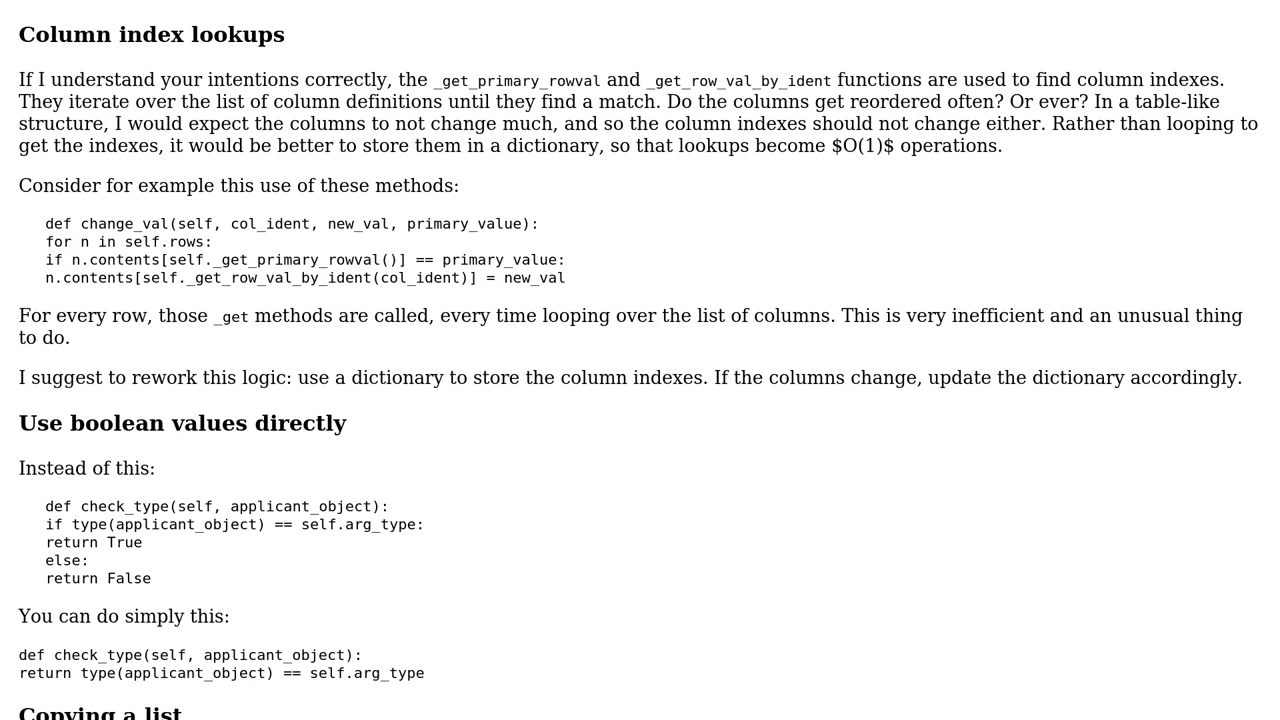 Column index lookups
If I understand your intentions correctly, the _get_primary_rowval and _get_row_val_by_ident functions are used to find column indexes.
They iterate over the list of column definitions until they find a match. Do the columns get reordered often? Or ever? In a table-like
structure, I would expect the columns to not change much, and so the column indexes should not change either. Rather than looping to
get the indexes, it would be better to store them in a dictionary, so that lookups become $O(1)$ operations.
Consider for example this use of these methods:
def change_val(self, col_ident, new_val, primary_value):
for n in self.rows:
if n.contents[self._get_primary_rowval()] == primary_value:
n.contents[self._get_row_val_by_ident(col_ident)] = new_val
For every row, those _get methods are called, every time looping over the list of columns. This is very inefficient and an unusual thing
to do.
I suggest to rework this logic: use a dictionary to store the column indexes. If the columns change, update the dictionary accordingly.
Use boolean values directly
Instead of this:
def check_type(self, applicant_object):
if type(applicant_object) == self.arg_type:
return True
else:
return False
You can do simply this:
def check_type(self, applicant_object):
return type(applicant_object) == self.arg_type
Copying a list